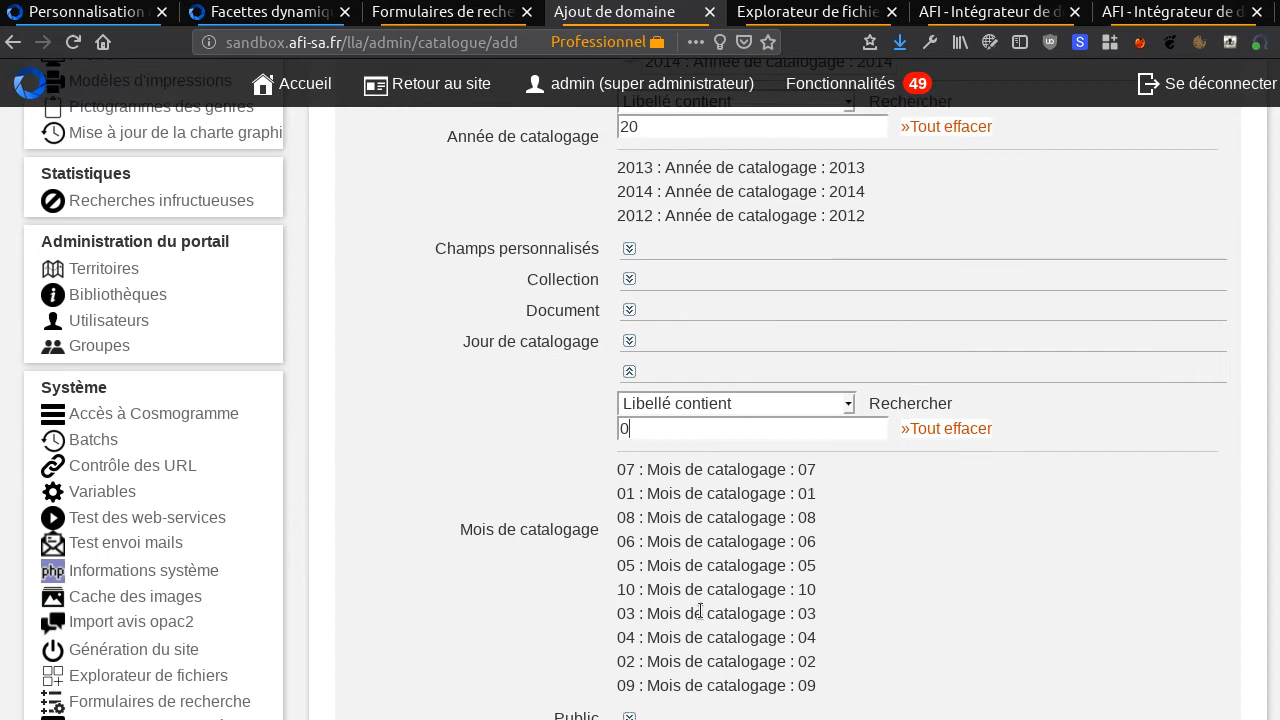 Personnalisation
Facettes dynamiqu
Formulaires de reche
Ajout de domaine
Explorateur de fichie
AFI - Intégrateur de d
AFI - Intégrateur de d
sandbox.afi-sa.fr/lla/admin/catalogue/add
Professionnel
Accueil
Retour au site
admin (super administrateur)
Fonctionnalités 49
Se déconnecter
Modèles d'impressions
Pictogrammes des genres
Mise à jour de la charte graphi
Statistiques
Recherches infructueuses
Administration du portail
Territoires
Bibliothèques
Utilisateurs
Groupes
Système
Accès à Cosmogramme
Batchs
Contrôle des URL
Variables
Test des web-services
Test envoi mails
php Informations système
Cache des images
Import avis opac2
Génération du site
Explorateur de fichiers
Formulaires de recherche
2014 : Année de catalogage : 2014
Libellé contient Rechercher
Année de catalogage
20 »Tout effacer
2013 : Année de catalogage : 2013
2014 : Année de catalogage : 2014
2012 : Année de catalogage : 2012
Champs personnalisés
Collection
Document
Jour de catalogage
Libellé contient Rechercher
0 »Tout effacer
Mois de catalogage
07 : Mois de catalogage : 07
01 : Mois de catalogage : 01
08 : Mois de catalogage : 08
06 : Mois de catalogage : 06
05 : Mois de catalogage : 05
10 : Mois de catalogage : 10
03 : Mois de catalogage : 03
04 : Mois de catalogage : 04
02 : Mois de catalogage : 02
09 : Mois de catalogage : 09
Public